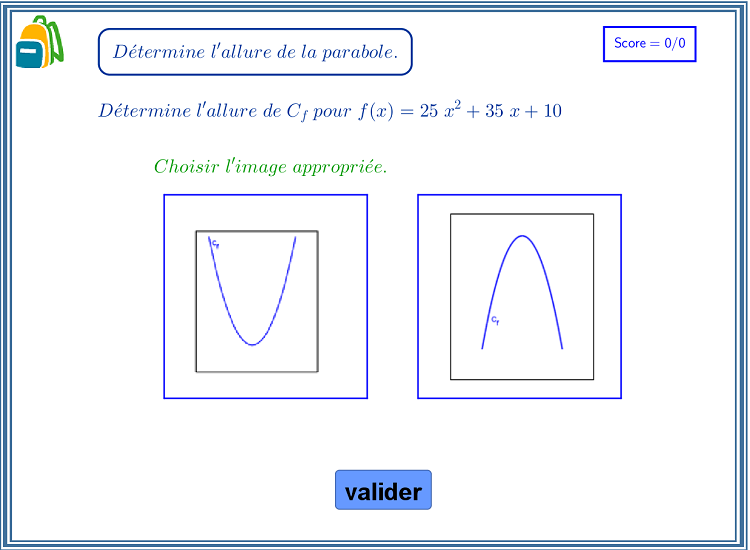 Détermine l'allure de la parabole.
Score = 0/0
Détermine l'allure de C_f pour f(x) = 25 x² + 35 x + 10
Choisir l'image appropriée.
C_f
C_f
valider